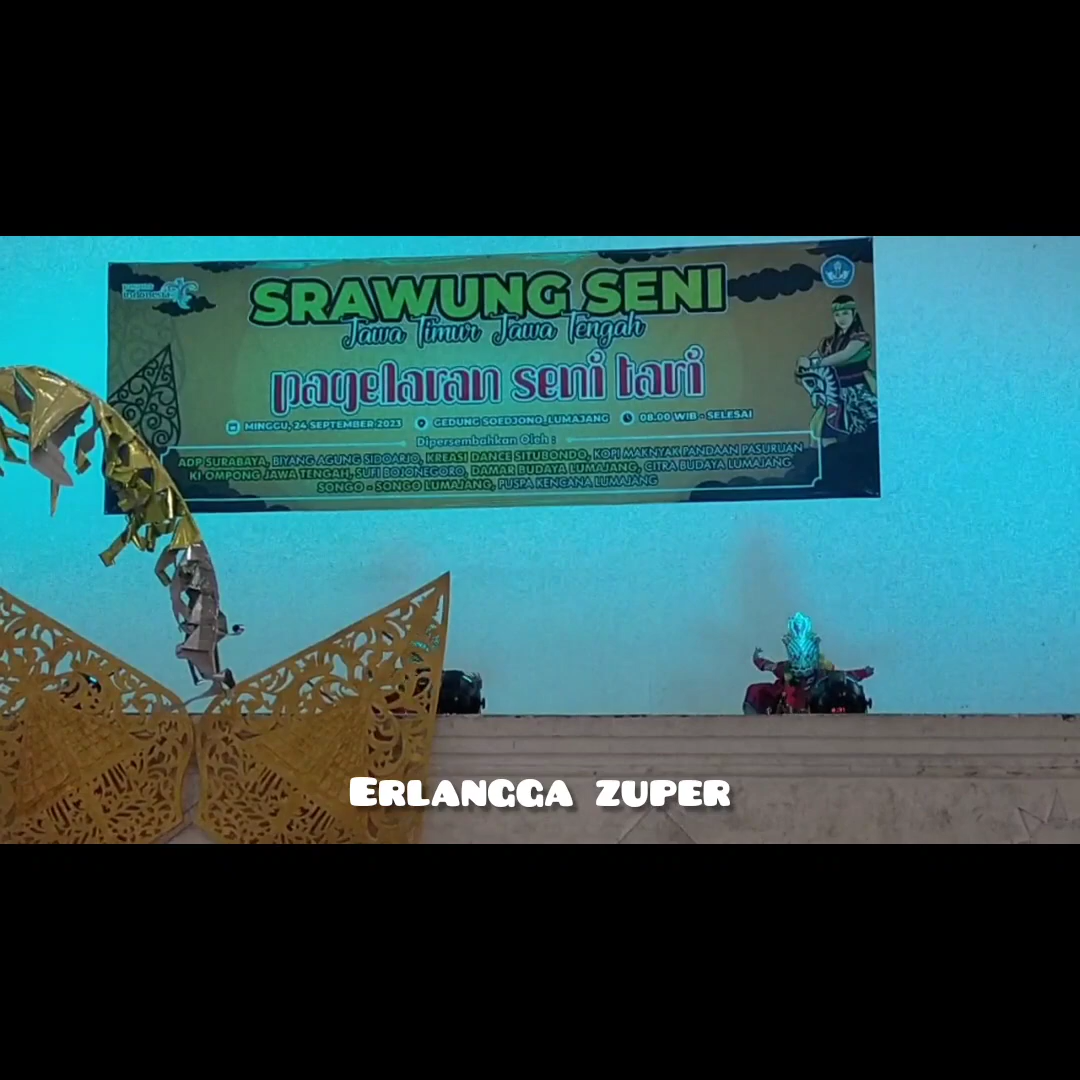 SRAWUNG SENI
Jawa Timur Jawa Tengah
pagelaran seni tari
MINGGU, 24 SEPTEMBER 2023 GEDUNG SOEDJONO, LUMAJANG 08.00 WIB - SELESAI
Dipersembahkan Oleh :
ADP SURABAYA, BIYANG AGUNG SIDOARJO, KREASI DANCE SITUBONDO, KOPI MAKNYAK PANDAAN PASURUAN
KI OMPONG JAWA TENGAH, SUFI BOJONEGORO, DAMAR BUDAYA LUMAJANG, CITRA BUDAYA LUMAJANG
SONGO - SONGO LUMAJANG, PUSPA KENCANA LUMAJANG
ERLANGGA ZUPER